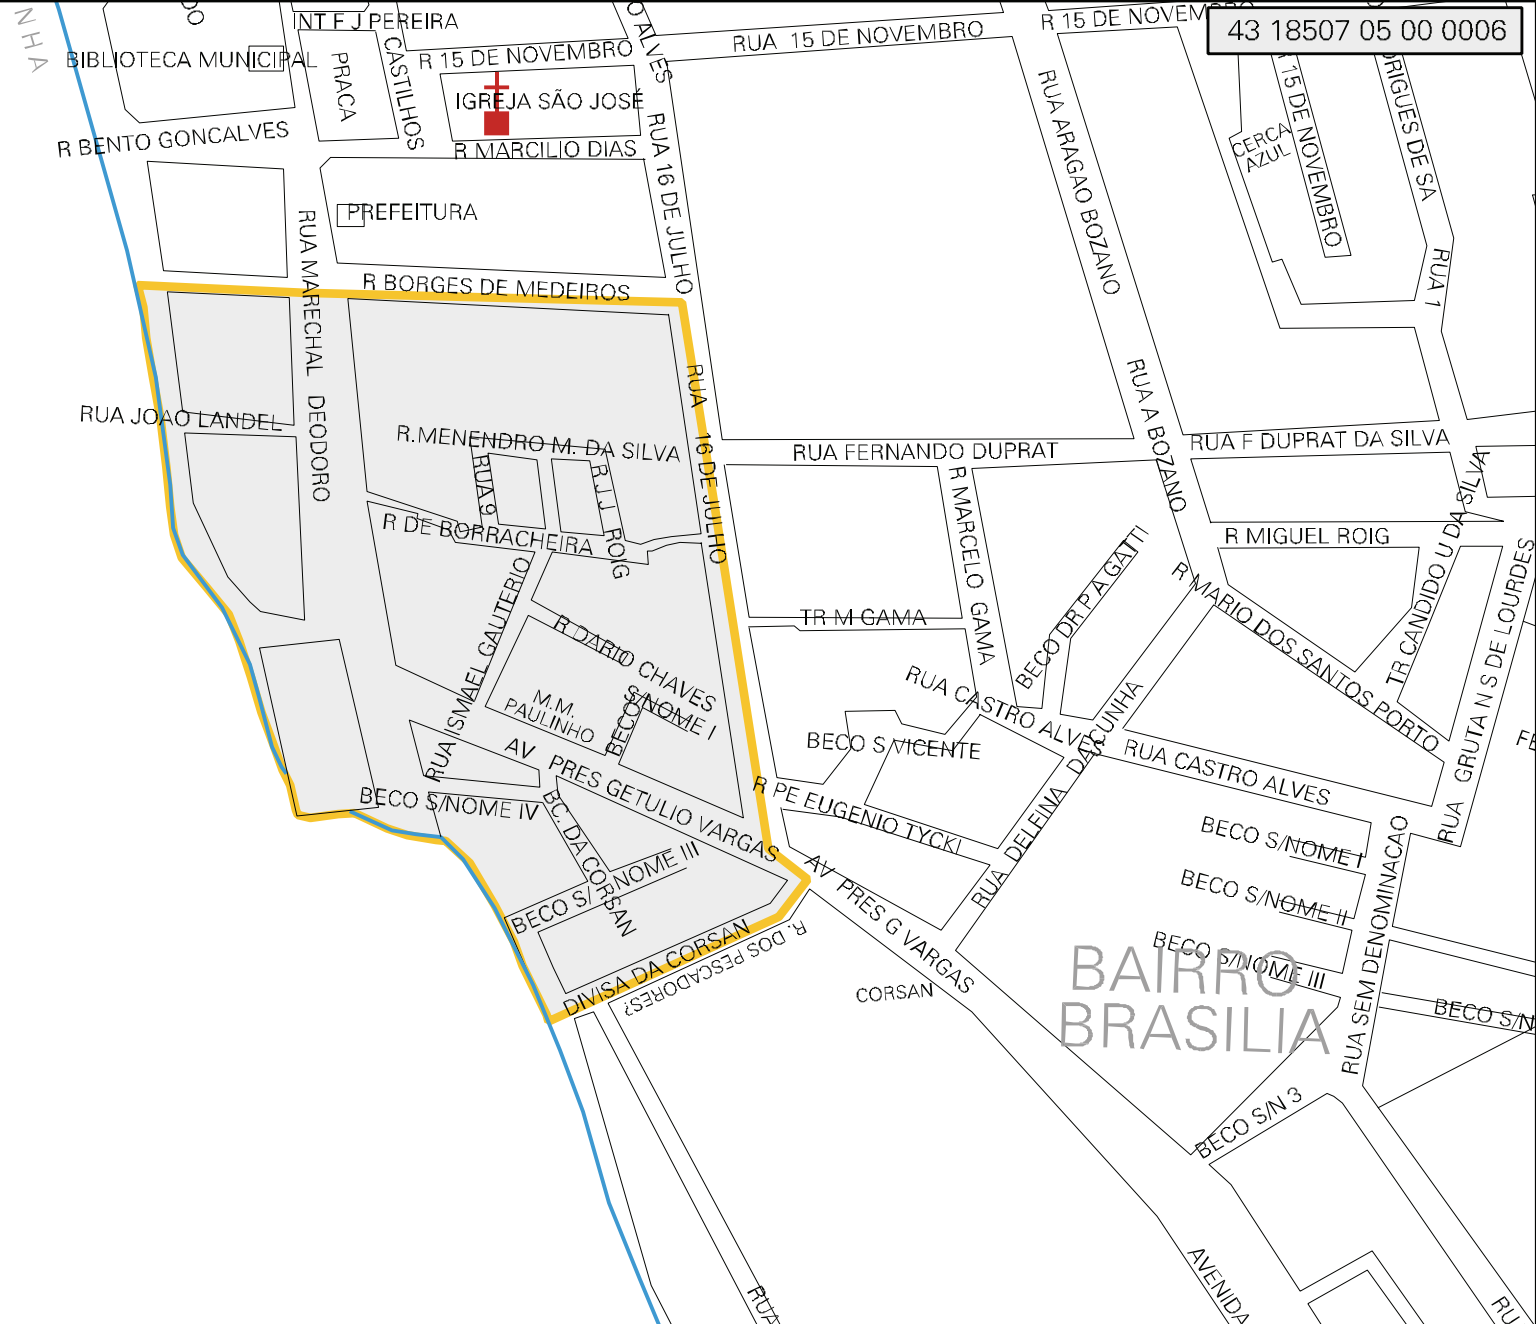 43 18507 05 00 0006
NHA
DO
INT F J PEREIRA
BIBLIOTECA MUNICIPAL
PRACA
CASTILHOS
R 15 DE NOVEMBRO
O ALVES
RUA 15 DE NOVEMBRO
IGREJA SÃO JOSÉ
R BENTO GONCALVES
R MARCILIO DIAS
RUA 16 DE JULHO
RUA ARAGAO BOZANO
CERCA
AZUL
R 15 DE NOVEMBRO
RUA 1
PREFEITURA
RUA MARECHAL DEODORO
R BORGES DE MEDEIROS
RUA 16 DE JULHO
RUA JOAO LANDEL
R.MENENDRO M. DA SILVA
RUA 9
R J J ROIG
R DE BORRACHEIRA
RUA FERNANDO DUPRAT
RUA A BOZANO
RUA F DUPRAT DA SILVA
R MIGUEL ROIG
R MARCELO GAMA
TR M GAMA
BECO DR P A GATTI
R MARIO DOS SANTOS PORTO
TR CANDIDO U DA SILVA
RUA GRUTA N S DE LOURDES
RUA ISMAEL GAUTERIO
R DARIO CHAVES
M.M.
PAULINHO
BECO
S/NOME I
AV PRES GETULIO VARGAS
BECO S/NOME IV
BC. DA CORSAN
BECO S/ NOME III
DIVISA DA CORSAN
R. DOS PESCADORES?
RUA CASTRO ALVES
BECO S VICENTE
RUA DELFINA DA CUNHA
RUA CASTRO ALVES
R PE EUGENIO TYCKI
AV PRES G VARGAS
CORSAN
BECO S/NOME I
BECO S/NOME II
BECO S/NOME III
BAIRRO
BRASILIA
RUA SEM DENOMINACAO
BECO S/N 3
AVENIDA
RUA